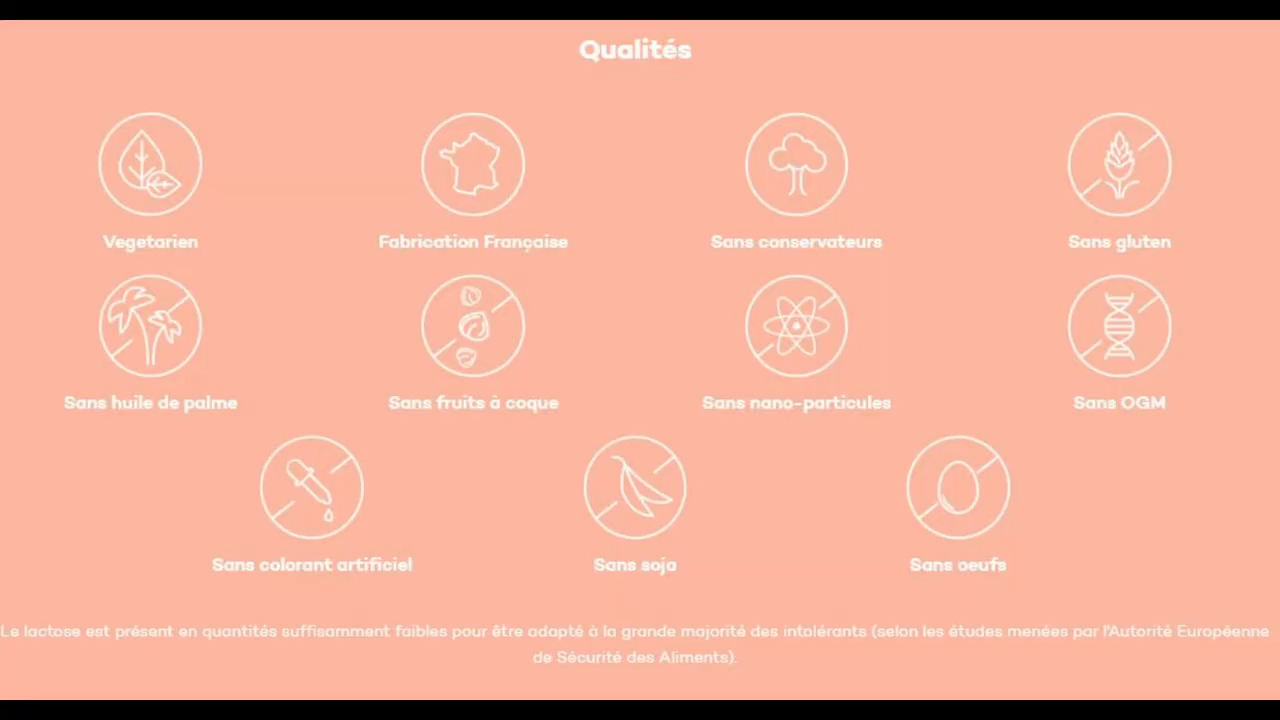 Qualités
Vegetarien
Fabrication Française
Sans conservateurs
Sans gluten
Sans huile de palme
Sans fruits à coque
Sans nano-particules
Sans OGM
Sans colorant artificiel
Sans soja
Sans oeufs
Le lactose est présent en quantités suffisamment faibles pour être adapté à la grande majorité des intolérants (selon les études menées par l'Autorité Européenne
de Sécurité des Aliments).